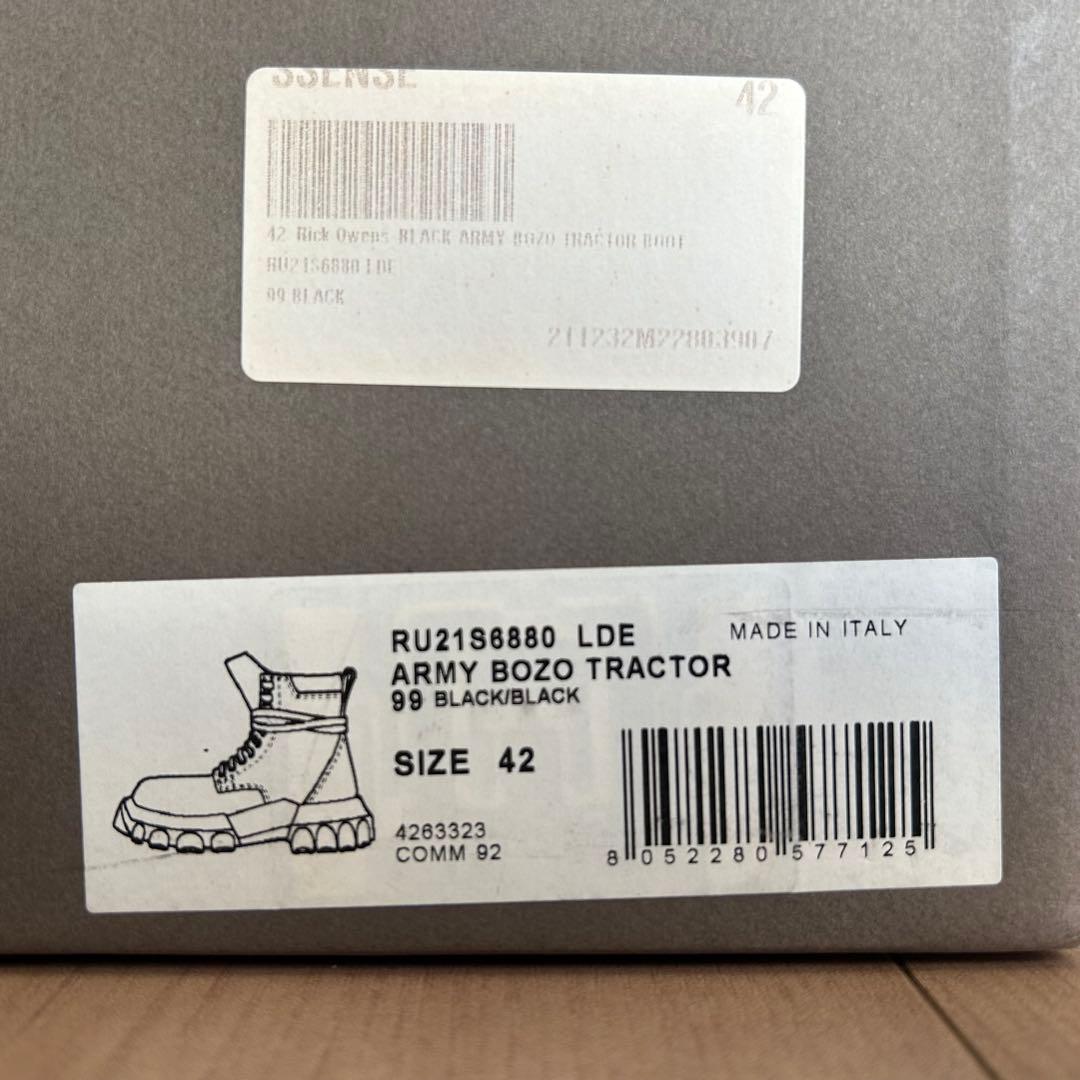 SSENSE
42
42 Rick Owens BLACK ARMY BOZO TRACTOR BOOT
RU21S6880 LDE
99 BLACK
211232M22803907
RU21S6880 LDE
MADE IN ITALY
ARMY BOZO TRACTOR
99 BLACK/BLACK
SIZE 42
4263323
COMM 92
8 052280 577125